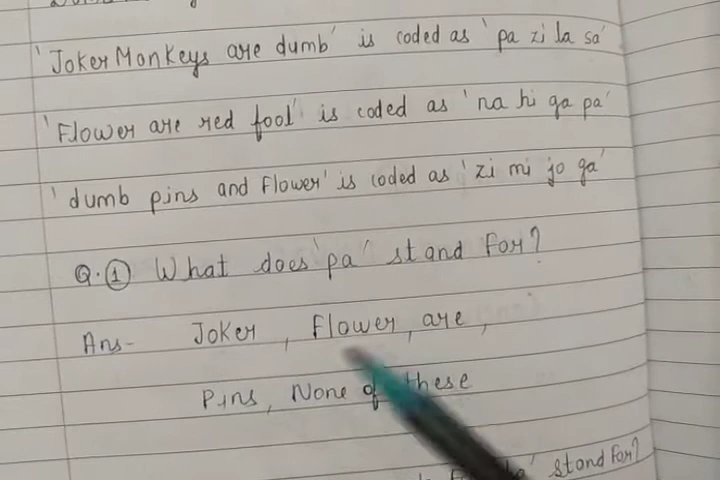 'Joker Monkeys are dumb' is coded as 'pa zi la sa'
'Flower are red fool' is coded as 'na hi ga pa'
'dumb pins and Flower' is coded as 'zi mi jo ga'
Q.① What does 'pa' stand for?
Ans- Joker, Flower, are,
Pins, None of these
stand for?